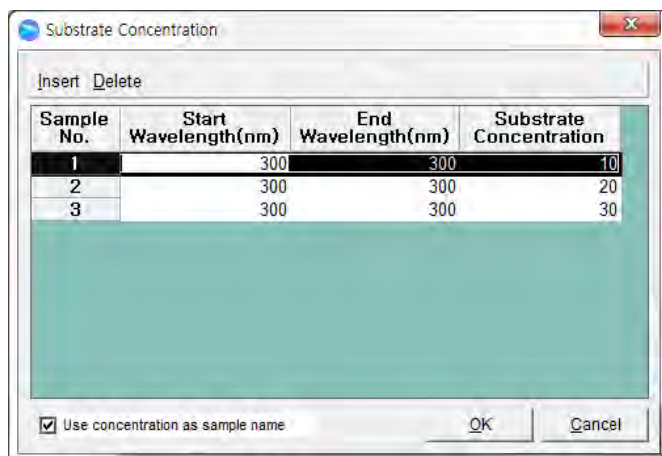 Substrate Concentration
Insert Delete
Sample No. Start Wavelength(nm) End Wavelength(nm) Substrate Concentration
1 300 300 10
2 300 300 20
3 300 300 30
Use concentration as sample name OK Cancel